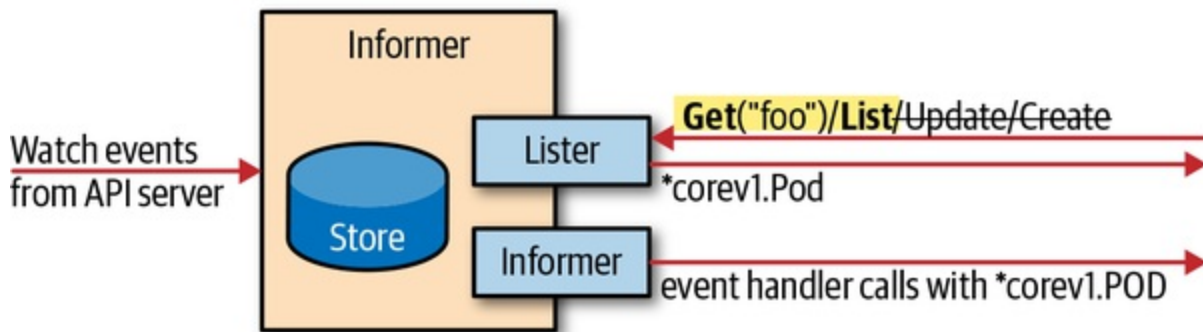 Informer
Get("foo")/List/Update/Create
Watch events
from API server
Lister
*corev1.Pod
Store
Informer
event handler calls with *corev1.POD